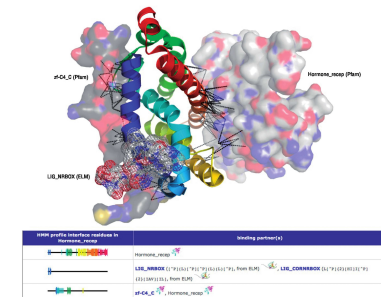 zf-C4_C (Pfam)
Hormone_recep (Pfam)
LIG_NRBOX (ELM)
HMM profile interface residues in
Hormone_recep
binding partner(s)
Hormone_recep
from ELM)
LIG_CORNRBOX
from ELM)
zf-C4_C
, Hormone_recep